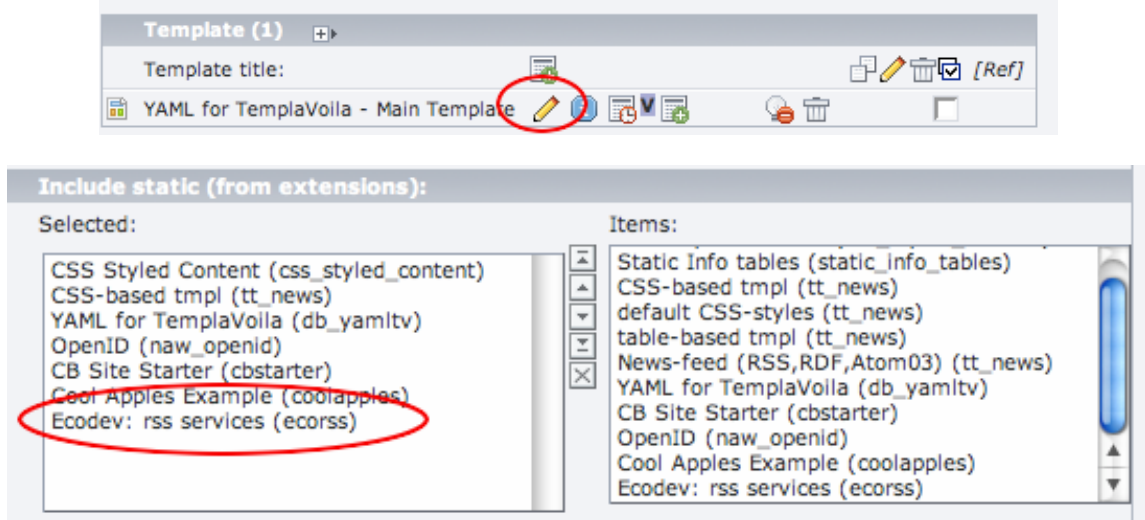 Template (1)
Template title:
[Ref]
YAML for TemplaVoila - Main Template
Include static (from extensions):
Selected:
Items:
CSS Styled Content (css_styled_content)
CSS-based tmpl (tt_news)
YAML for TemplaVoila (db_yamltv)
OpenID (naw_openid)
CB Site Starter (cbstarter)
Cool Apples Example (coolapples)
Ecodev: rss services (ecorss)
Static Info tables (static_info_tables)
CSS-based tmpl (tt_news)
default CSS-styles (tt_news)
table-based tmpl (tt_news)
News-feed (RSS,RDF,Atom03) (tt_news)
YAML for TemplaVoila (db_yamltv)
CB Site Starter (cbstarter)
OpenID (naw_openid)
Cool Apples Example (coolapples)
Ecodev: rss services (ecorss)